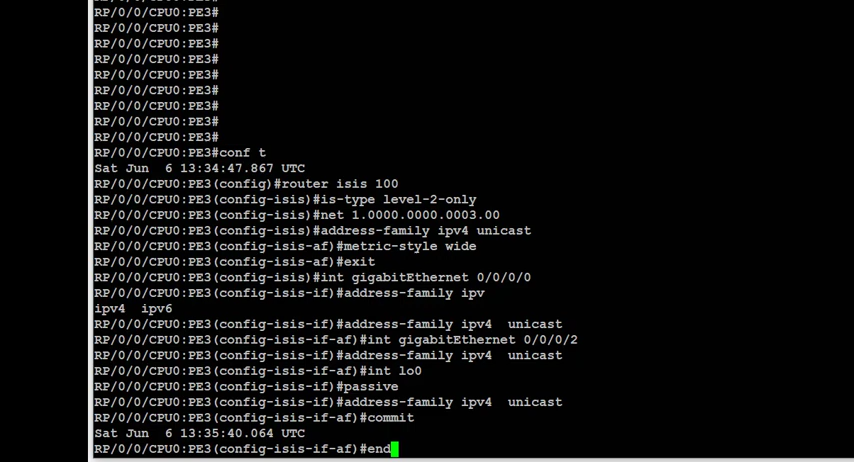 RP/0/0/CPU0:PE3#
RP/0/0/CPU0:PE3#
RP/0/0/CPU0:PE3#
RP/0/0/CPU0:PE3#
RP/0/0/CPU0:PE3#
RP/0/0/CPU0:PE3#
RP/0/0/CPU0:PE3#
RP/0/0/CPU0:PE3#
RP/0/0/CPU0:PE3#
RP/0/0/CPU0:PE3#conf t
Sat Jun  6 13:34:47.867 UTC
RP/0/0/CPU0:PE3(config)#router isis 100
RP/0/0/CPU0:PE3(config-isis)#is-type level-2-only
RP/0/0/CPU0:PE3(config-isis)#net 1.0000.0000.0003.00
RP/0/0/CPU0:PE3(config-isis)#address-family ipv4 unicast
RP/0/0/CPU0:PE3(config-isis-af)#metric-style wide
RP/0/0/CPU0:PE3(config-isis-af)#exit
RP/0/0/CPU0:PE3(config-isis)#int gigabitEthernet 0/0/0/0
RP/0/0/CPU0:PE3(config-isis-if)#address-family ipv
ipv4  ipv6
RP/0/0/CPU0:PE3(config-isis-if)#address-family ipv4  unicast
RP/0/0/CPU0:PE3(config-isis-if-af)#int gigabitEthernet 0/0/0/2
RP/0/0/CPU0:PE3(config-isis-if)#address-family ipv4  unicast
RP/0/0/CPU0:PE3(config-isis-if-af)#int lo0
RP/0/0/CPU0:PE3(config-isis-if)#passive
RP/0/0/CPU0:PE3(config-isis-if)#address-family ipv4  unicast
RP/0/0/CPU0:PE3(config-isis-if-af)#commit
Sat Jun  6 13:35:40.064 UTC
RP/0/0/CPU0:PE3(config-isis-if-af)#end